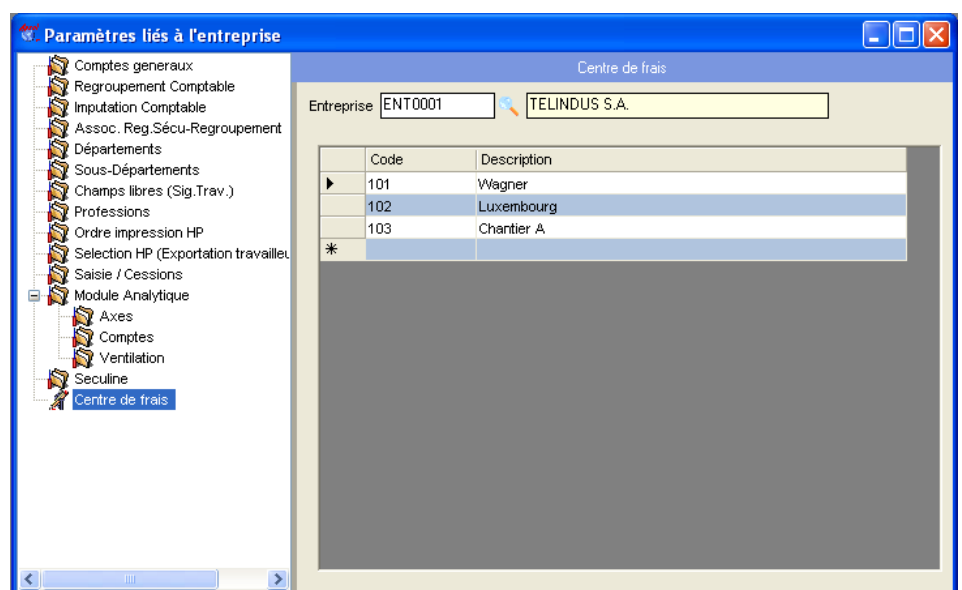 Paramètres liés à l'entreprise
Comptes generaux
Regroupement Comptable
Imputation Comptable
Assoc. Reg.Sécu-Regroupement
Départements
Sous-Départements
Champs libres (Sig.Trav.)
Professions
Ordre impression HP
Selection HP (Exportation travailleu
Saisie / Cessions
Module Analytique
Axes
Comptes
Ventilation
Seculine
Centre de frais
Centre de frais
Entreprise ENT0001 TELINDUS S.A.
Code Description
101 Wagner
102 Luxembourg
103 Chantier A